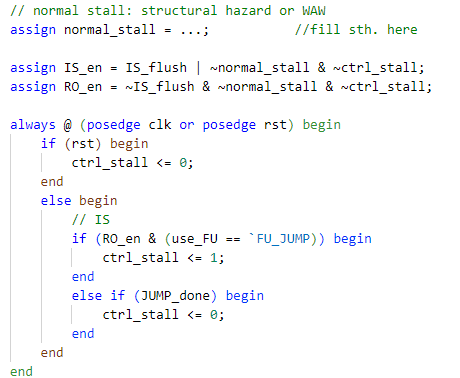 // normal stall: structural hazard or WAW
assign normal_stall = ...;           //fill sth. here

assign IS_en = IS_flush | ~normal_stall & ~ctrl_stall;
assign RO_en = ~IS_flush & ~normal_stall & ~ctrl_stall;

always @ (posedge clk or posedge rst) begin
    if (rst) begin
        ctrl_stall <= 0;
    end
    else begin
        // IS
        if (RO_en & (use_FU == `FU_JUMP)) begin
            ctrl_stall <= 1;
        end
        else if (JUMP_done) begin
            ctrl_stall <= 0;
        end
    end
end